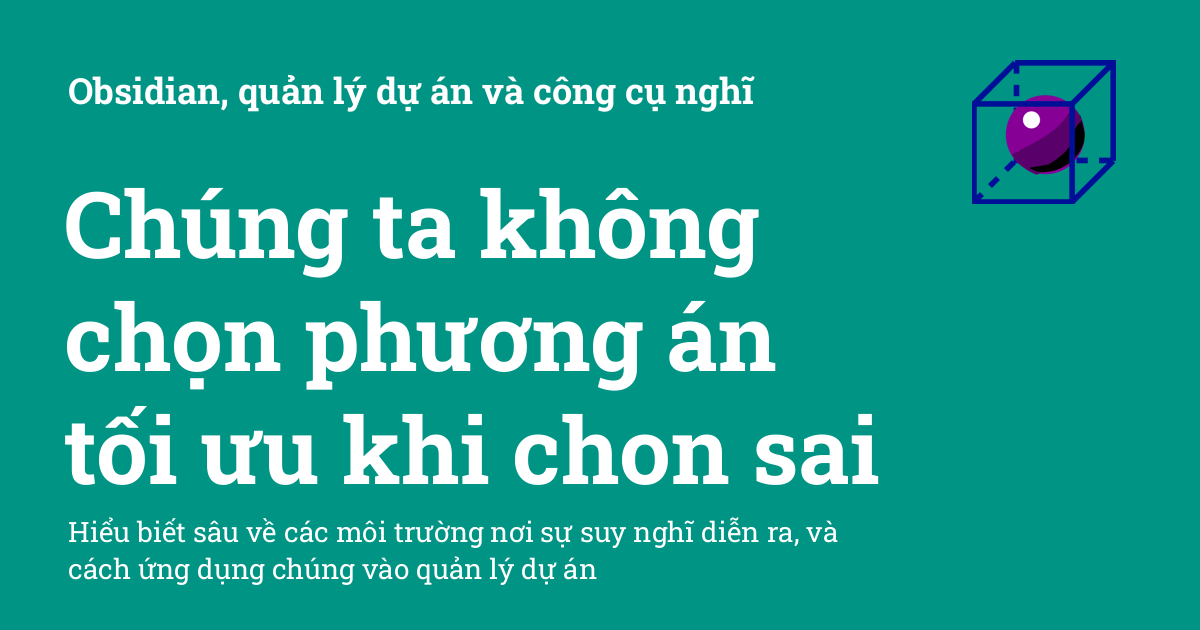 Obsidian, quản lý dự án và công cụ nghĩ
Chúng ta không
chọn phương án
tối ưu khi chon sai
Hiểu biết sâu về các môi trường nơi sự suy nghĩ diễn ra, và
cách ứng dụng chúng vào quản lý dự án